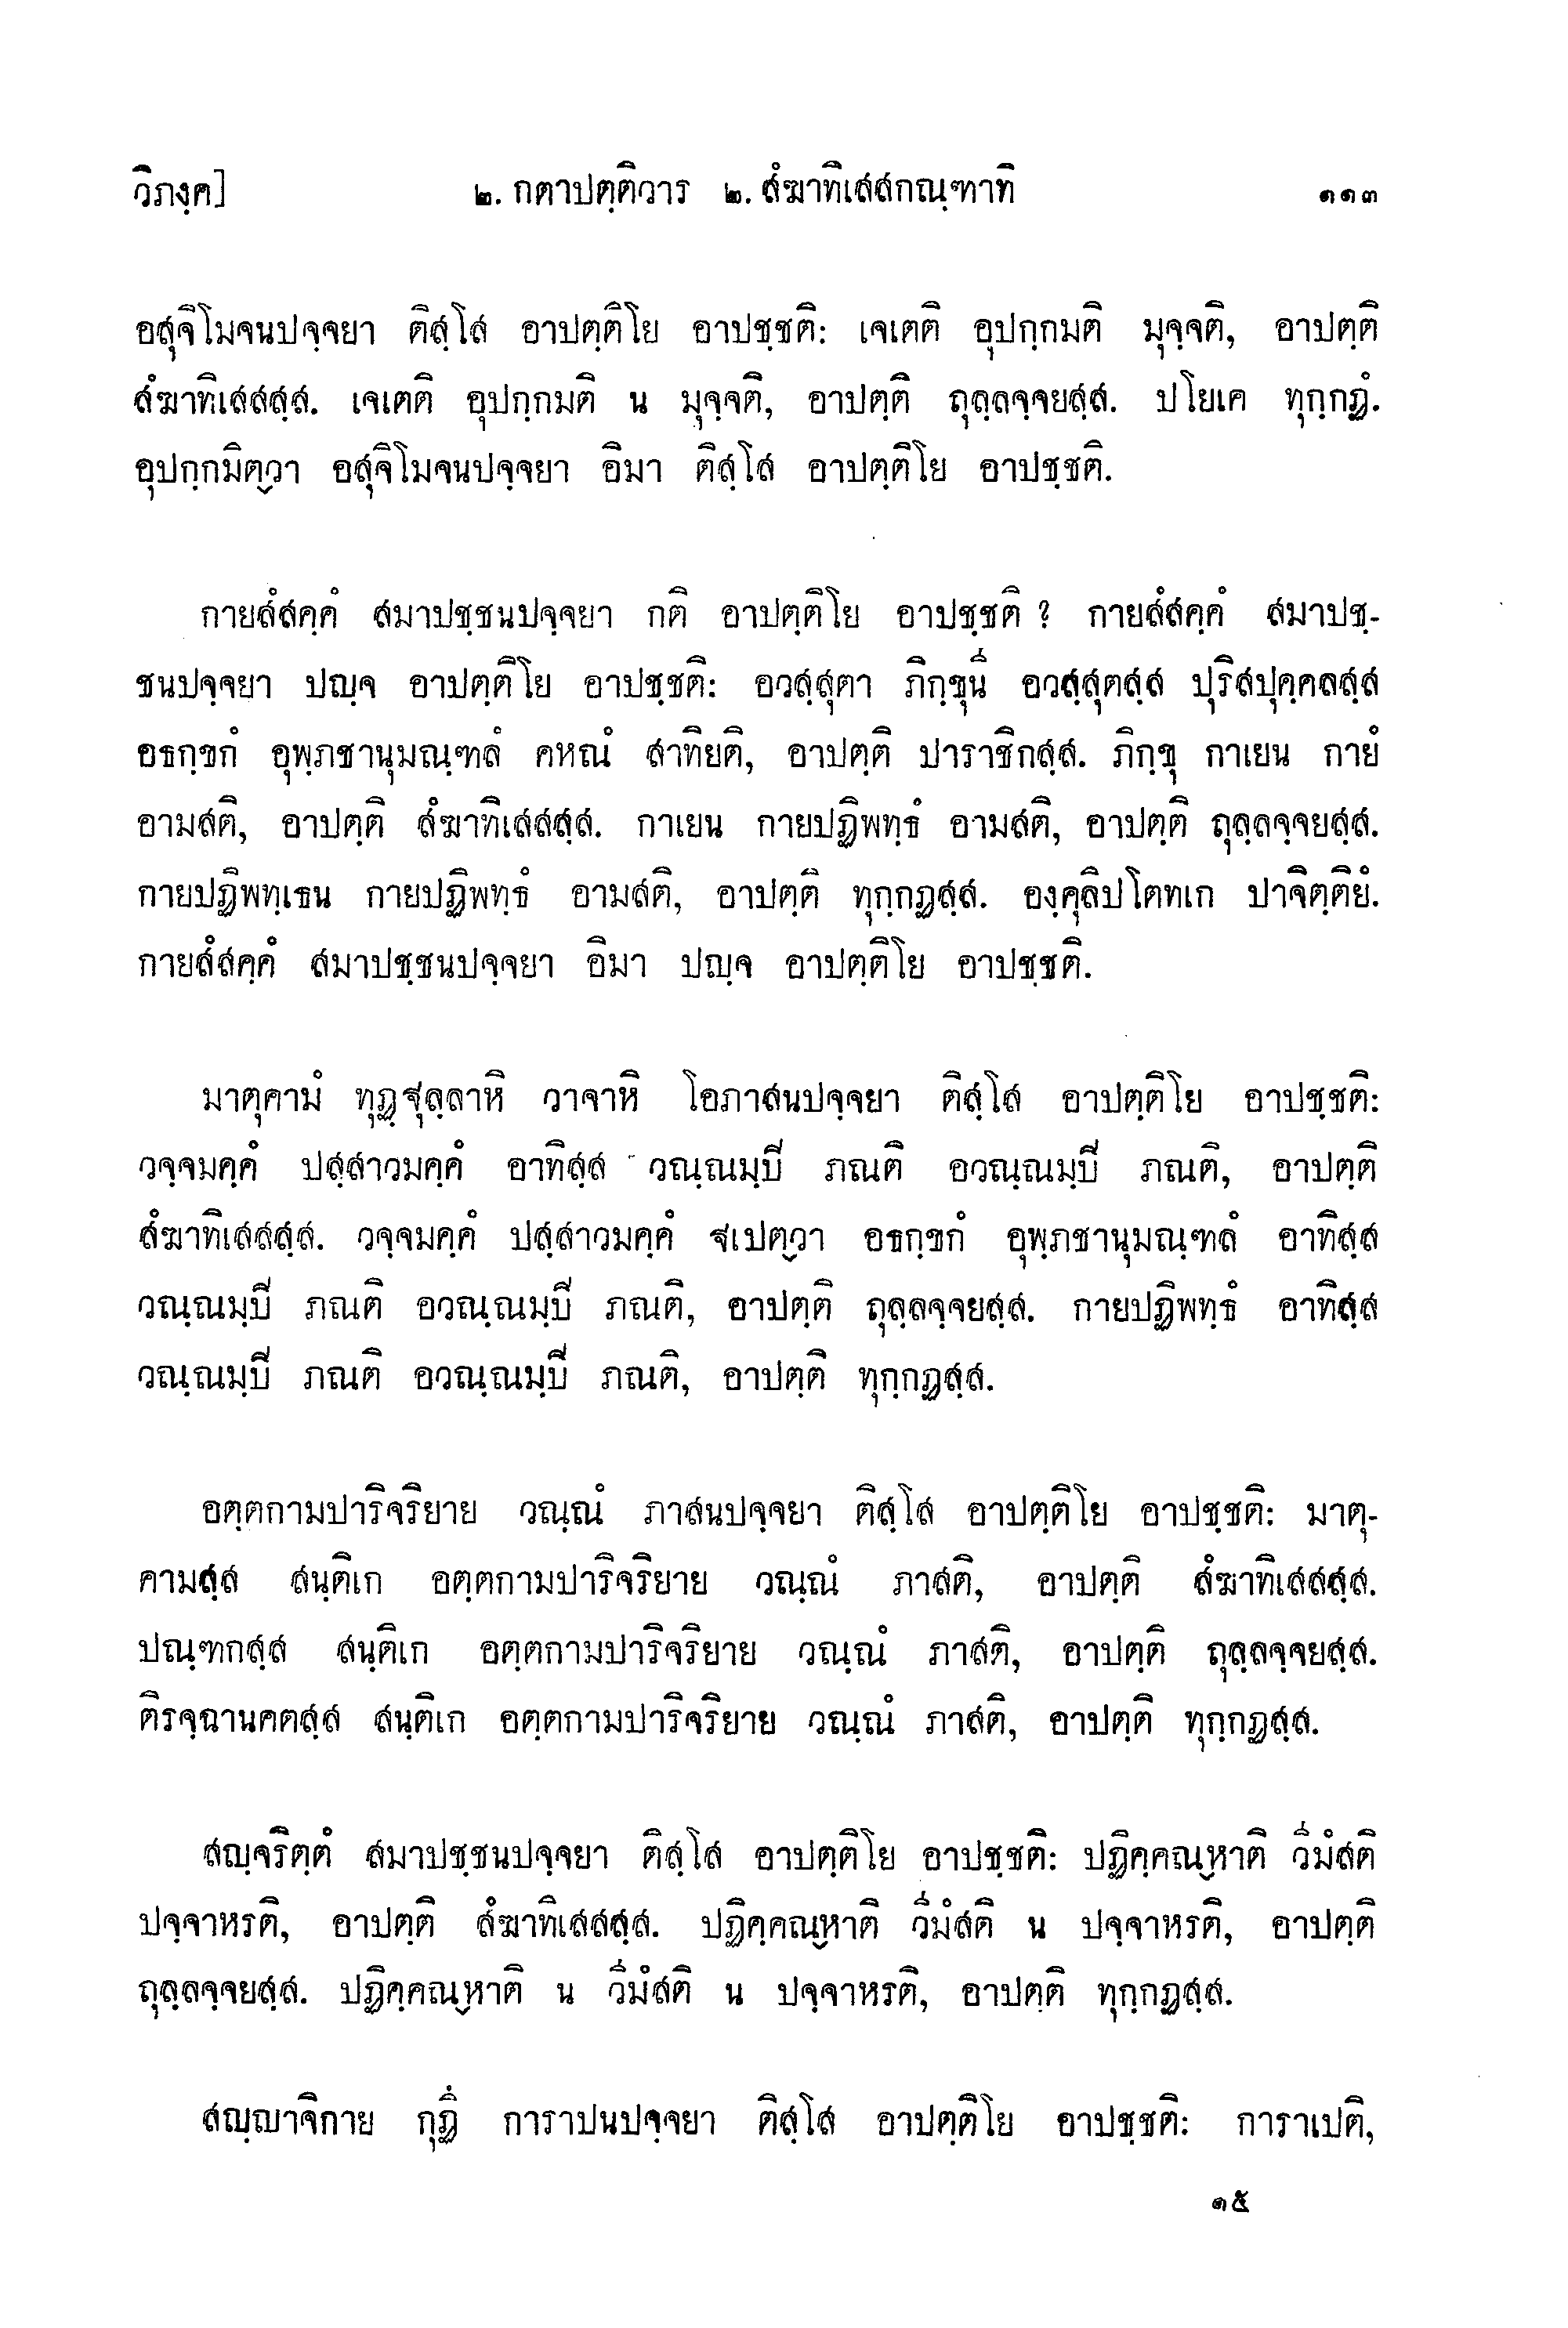 วิภงฺค] ๒. กตาปตฺติวาร ๒. สํฆาทิเสสกณฺฑาทิ ๑๑๓
อสุจิโมจนปจฺจยา ติสฺโส อาปตฺติโย อาปชฺชติ: เจเตติ อุปกฺกมติ มุจฺจติ, อาปตฺติ
สํฆาทิเสสสฺส. เจเตติ อุปกฺกมติ น มุจฺจติ, อาปตฺติ ถุลฺลจฺจยสฺส. ปโยเค ทุกฺกฏํ.
อุปกฺกมิตฺวา อสุจิโมจนปจฺจยา อิมา ติสฺโส อาปตฺติโย อาปชฺชติ.
กายสํสคฺคํ สมาปชฺชนปจฺจยา กติ อาปตฺติโย อาปชฺชติ ? กายสํสคฺคํ สมาปชฺ-
ชนปจฺจยา ปญฺจ อาปตฺติโย อาปชฺชติ: อวสฺสุตา ภิกฺขุนี อวสฺสุตสฺส ปุริสปุคฺคลสฺส
อธกฺขกํ อุพฺภชานุมณฺฑลํ คหณํ สาทิยติ, อาปตฺติ ปาราชิกสฺส. ภิกฺขุ กาเยน กายํ
อามสติ, อาปตฺติ สํฆาทิเสสสฺส. กาเยน กายปฏิพทฺธํ อามสติ, อาปตฺติ ถุลฺลจฺจยสฺส.
กายปฏิพทฺเธน กายปฏิพทฺธํ อามสติ, อาปตฺติ ทุกฺกฏสฺส. องฺคุลิปโตทเก ปาจิตฺติยํ.
กายสํสคฺคํ สมาปชฺชนปจฺจยา อิมา ปญฺจ อาปตฺติโย อาปชฺชติ.
มาตุคามํ ทุฏฺฐุลฺลาหิ วาจาหิ โอภาสนปจฺจยา ติสฺโส อาปตฺติโย อาปชฺชติ:
วจฺจมคฺคํ ปสฺสาวมคฺคํ อาทิสฺส วณฺณมฺปี ภณติ อวณฺณมฺปี ภณติ, อาปตฺติ
สํฆาทิเสสสฺส. วจฺจมคฺคํ ปสฺสาวมคฺคํ ฐเปตฺวา อธกฺขกํ อุพฺภชานุมณฺฑลํ อาทิสฺส
วณฺณมฺปี ภณติ อวณฺณมฺปี ภณติ, อาปตฺติ ถุลฺลจฺจยสฺส. กายปฏิพทฺธํ อาทิสฺส
วณฺณมฺปี ภณติ อวณฺณมฺปี ภณติ, อาปตฺติ ทุกฺกฏสฺส.
อตฺตกามปาริจริยาย วณฺณํ ภาสนปจฺจยา ติสฺโส อาปตฺติโย อาปชฺชติ: มาตุ-
คามสฺส สนฺติเก อตฺตกามปาริจริยาย วณฺณํ ภาสติ, อาปตฺติ สํฆาทิเสสสฺส.
ปณฺฑกสฺส สนฺติเก อตฺตกามปาริจริยาย วณฺณํ ภาสติ, อาปตฺติ ถุลฺลจฺจยสฺส.
ติรจฺฉานคตสฺส สนฺติเก อตฺตกามปาริจริยาย วณฺณํ ภาสติ, อาปตฺติ ทุกฺกฏสฺส.
สญฺจริตฺตํ สมาปชฺชนปจฺจยา ติสฺโส อาปตฺติโย อาปชฺชติ: ปฏิคฺคณฺหาติ วีมํสติ
ปจฺจาหรติ, อาปตฺติ สํฆาทิเสสสฺส. ปฏิคฺคณฺหาติ วีมํสติ น ปจฺจาหรติ, อาปตฺติ
ถุลฺลจฺจยสฺส. ปฏิคฺคณฺหาติ น วีมํสติ น ปจฺจาหรติ, อาปตฺติ ทุกฺกฏสฺส.
สญฺญาจิกาย กุฏึ การาปนปจฺจยา ติสฺโส อาปตฺติโย อาปชฺชติ: การาเปติ,
๑๕